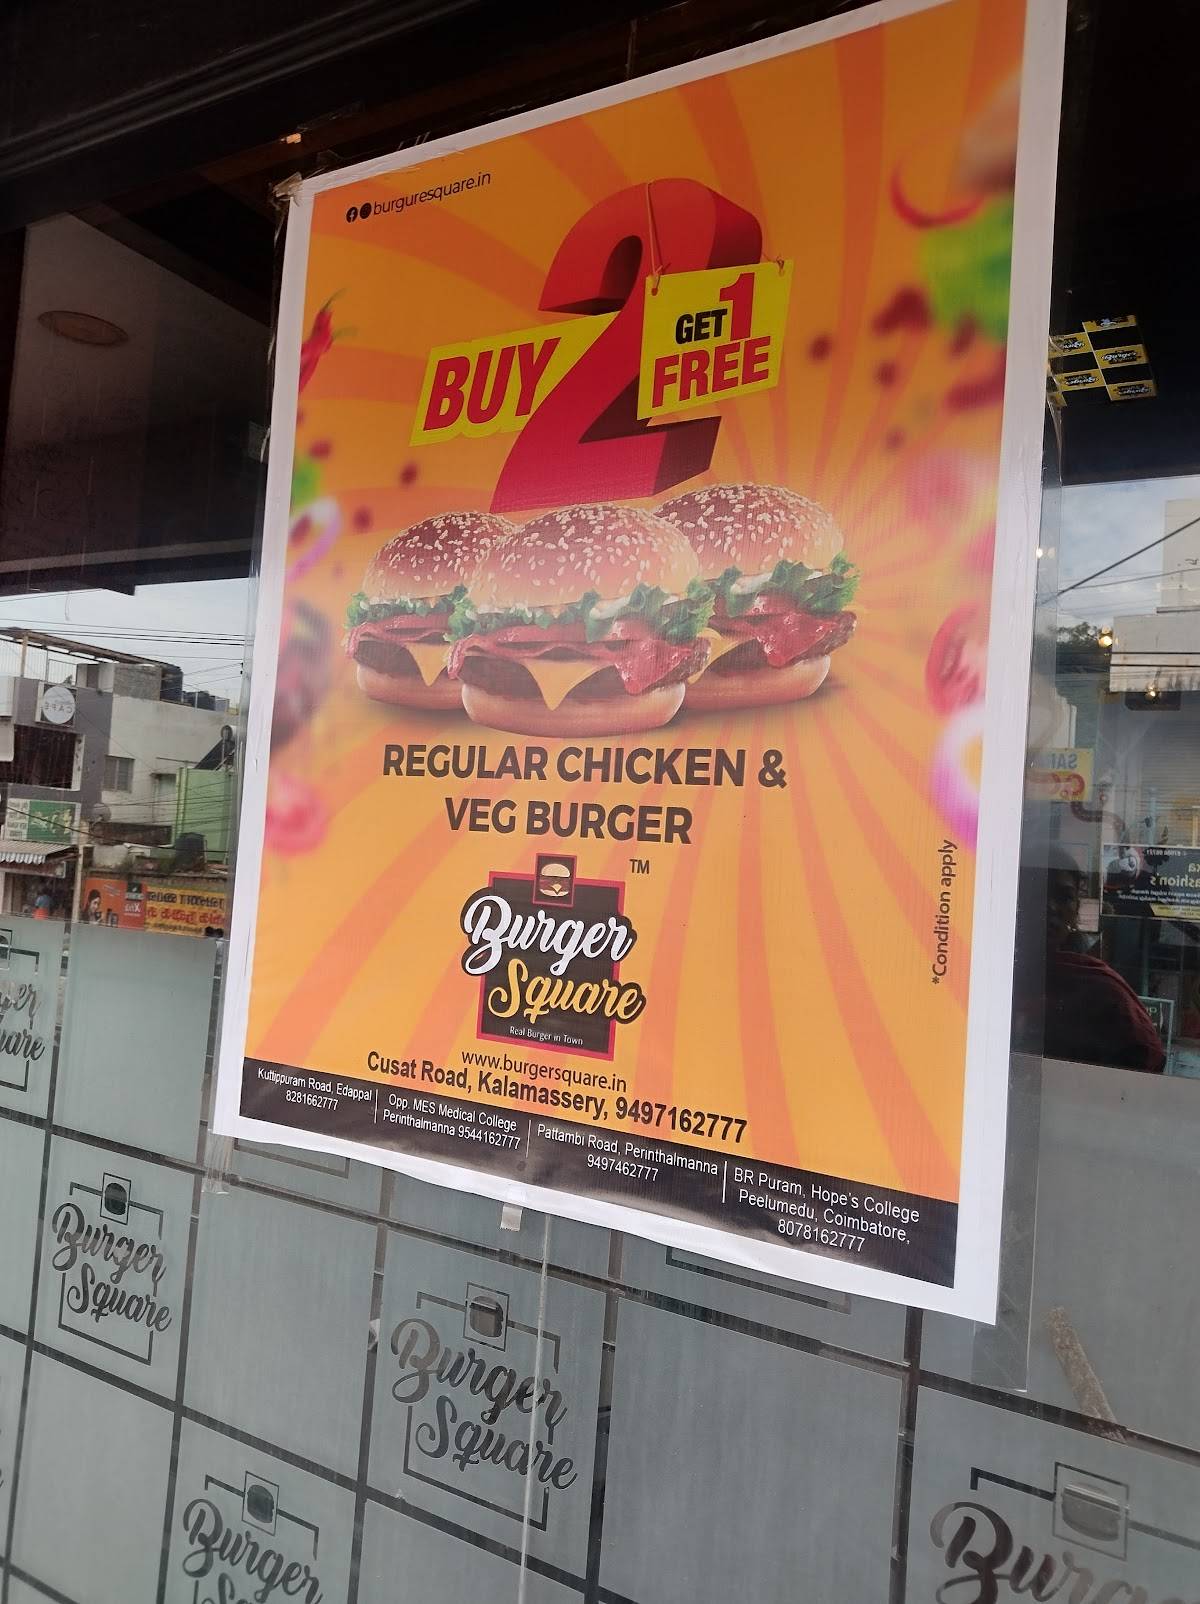 burguresquare.in
BUY 2
GET 1
FREE
REGULAR CHICKEN &
VEG BURGER
TM
Burger
Square
Real Burger in Town
*Condition apply
www.burgersquare.in
Cusat Road, Kalamassery, 9497162777
Kuttippuram Road, Edappal
8281662777
Opp. MES Medical College
Perinthalmanna 9544162777
Pattambi Road, Perinthalmanna
9497462777
BR Puram, Hope's College
Peelumedu, Coimbatore,
8078162777
Burger
Square
Burger
Square
Burger